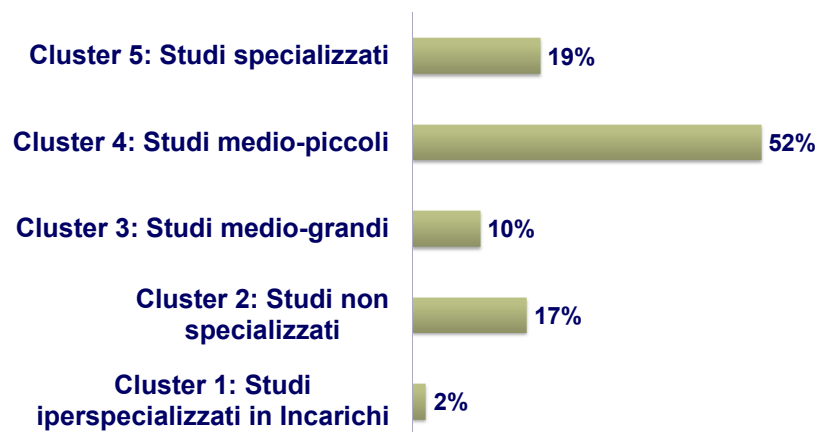 Cluster 5: Studi specializzati
19%
Cluster 4: Studi medio-piccoli
52%
Cluster 3: Studi medio-grandi
10%
Cluster 2: Studi non
specializzati
17%
Cluster 1: Studi
iperspecializzati in Incarichi
2%